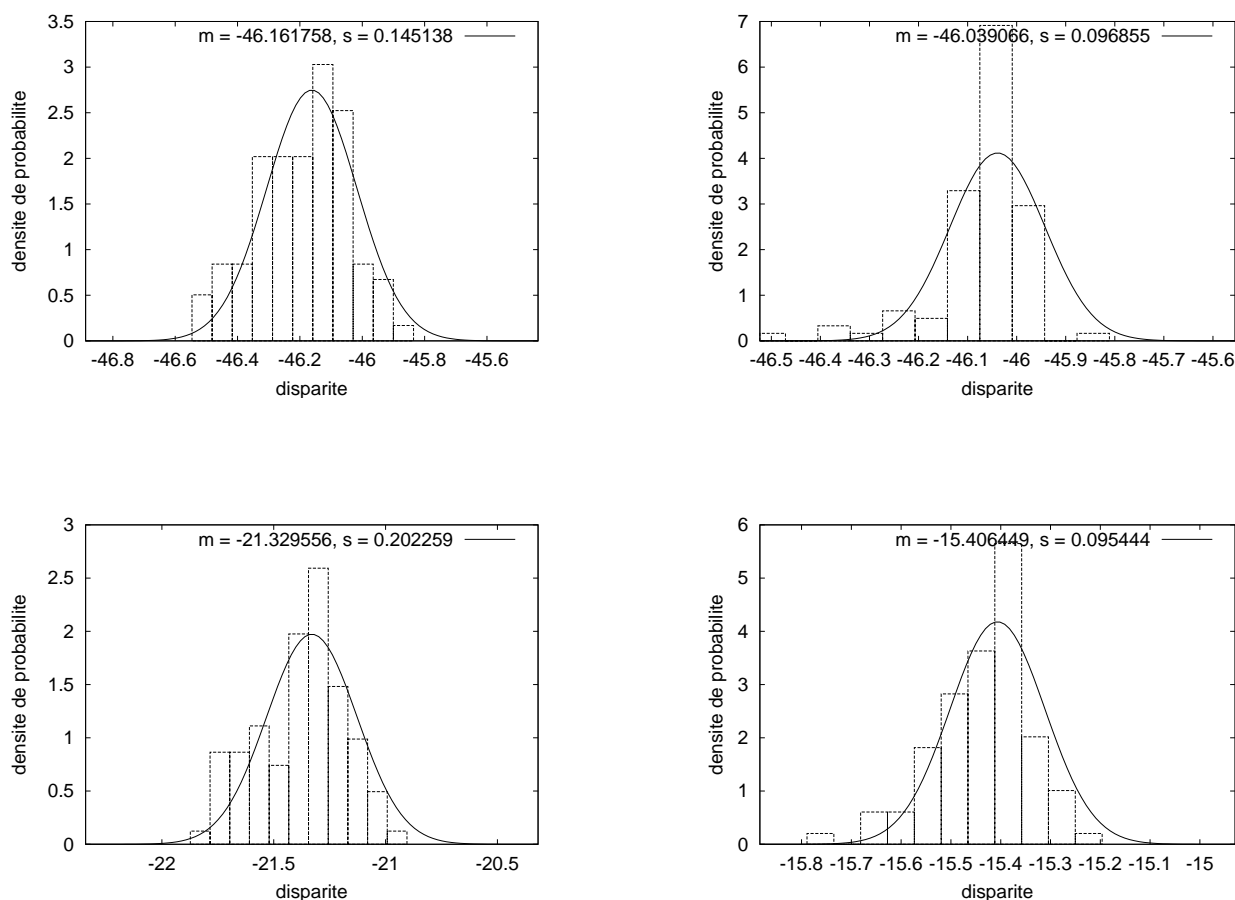 3.5
3
2.5
2
1.5
1
0.5
0
densite de probabilite
m = -46.161758, s = 0.145138
-46.8 -46.6 -46.4 -46.2 -46.1 -46 -45.8 -45.6
disparite
7
6
5
4
3
2
1
0
densite de probabilite
m = -46.039066, s = 0.096855
-46.5 -46.4 -46.3 -46.2 -46.1 -46 -45.9 -45.8 -45.7 -45.6
disparite
3
2.5
2
1.5
1
0.5
0
densite de probabilite
m = -21.329556, s = 0.202259
-22 -21.5 -21 -20.5
disparite
6
5
4
3
2
1
0
densite de probabilite
m = -15.406449, s = 0.095444
-15.8 -15.7 -15.6 -15.5 -15.4 -15.3 -15.2 -15.1 -15
disparite